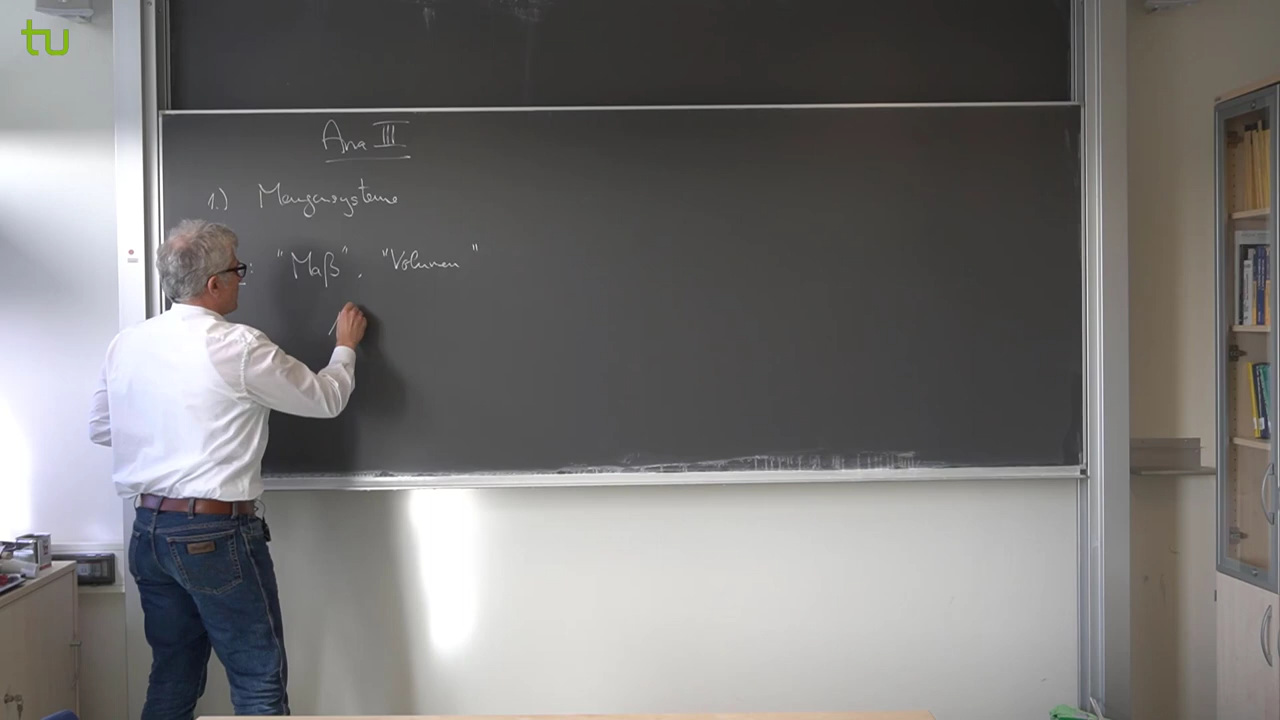 tu
Ana III
1.) Mengensysteme
: "Maß", "Volumen"